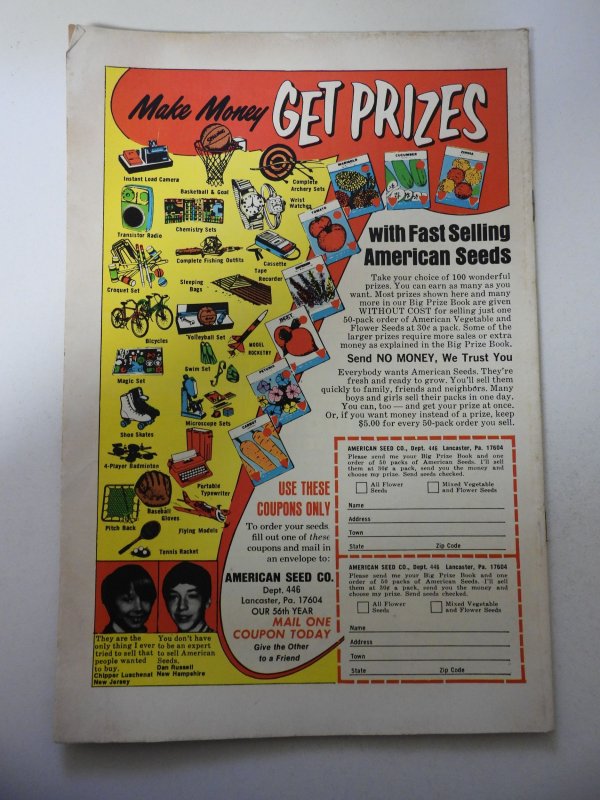 Make Money GET PRIZES
Instant Load Camera
Basketball & Goal
Complete
Archery Sets
Wrist
Watches
Transistor Radio
Chemistry Sets
Complete Fishing Outfits
Cassette
Tape
Recorder
Croquet Set
Sleeping
Bags
Bicycles
Volleyball Set
MODEL
ROCKETRY
Magic Set
Swim Set
Shoe Skates
Microscope Sets
4-Player Badminton
Portable
Typewriter
Baseball
Gloves
Pitch Back
Flying Models
Tennis Racket
MARIGOLD
CUCUMBER
ZINNIA
TOMATO
BEET
PETUNIA
CARROT
with Fast Selling
American Seeds
Take your choice of 100 wonderful
prizes. You can earn as many as you
want. Most prizes shown here and many
more in our Big Prize Book are given
WITHOUT COST for selling just one
50-pack order of American Vegetable and
Flower Seeds at 30¢ a pack. Some of the
larger prizes require more sales or extra
money as explained in the Big Prize Book.
Send NO MONEY, We Trust You
Everybody wants American Seeds. They're
fresh and ready to grow. You'll sell them
quickly to family, friends and neighbors. Many
boys and girls sell their packs in one day.
You can, too — and get your prize at once.
Or, if you want money instead of a prize, keep
$5.00 for every 50-pack order you sell.
USE THESE
COUPONS ONLY
To order your seeds
fill out one of these
coupons and mail in
an envelope to:
AMERICAN SEED CO.
Dept. 446
Lancaster, Pa. 17604
OUR 56th YEAR
MAIL ONE
COUPON TODAY
Give the Other
to a Friend
They are the
only thing I ever
tried to sell that
people wanted
to buy.
Chipper Luschenat
New Jersey
You don't have
to be an expert
to sell American
Seeds.
Dan Russell
New Hampshire
AMERICAN SEED CO., Dept. 446 Lancaster, Pa. 17604
Please send me your Big Prize Book and one
order of 50 packs of American Seeds. I'll sell
them at 30¢ a pack, send you the money and
choose my prize. Seeds sent postpaid.
All Flower
Seeds
Mixed Vegetable
and Flower Seeds
Name
Address
Town
State Zip Code
AMERICAN SEED CO., Dept. 446 Lancaster, Pa. 17604
Please send me your Big Prize Book and one
order of 50 packs of American Seeds. I'll sell
them at 30¢ a pack, send you the money and
choose my prize. Seeds sent postpaid.
All Flower
Seeds
Mixed Vegetable
and Flower Seeds
Name
Address
Town
State Zip Code